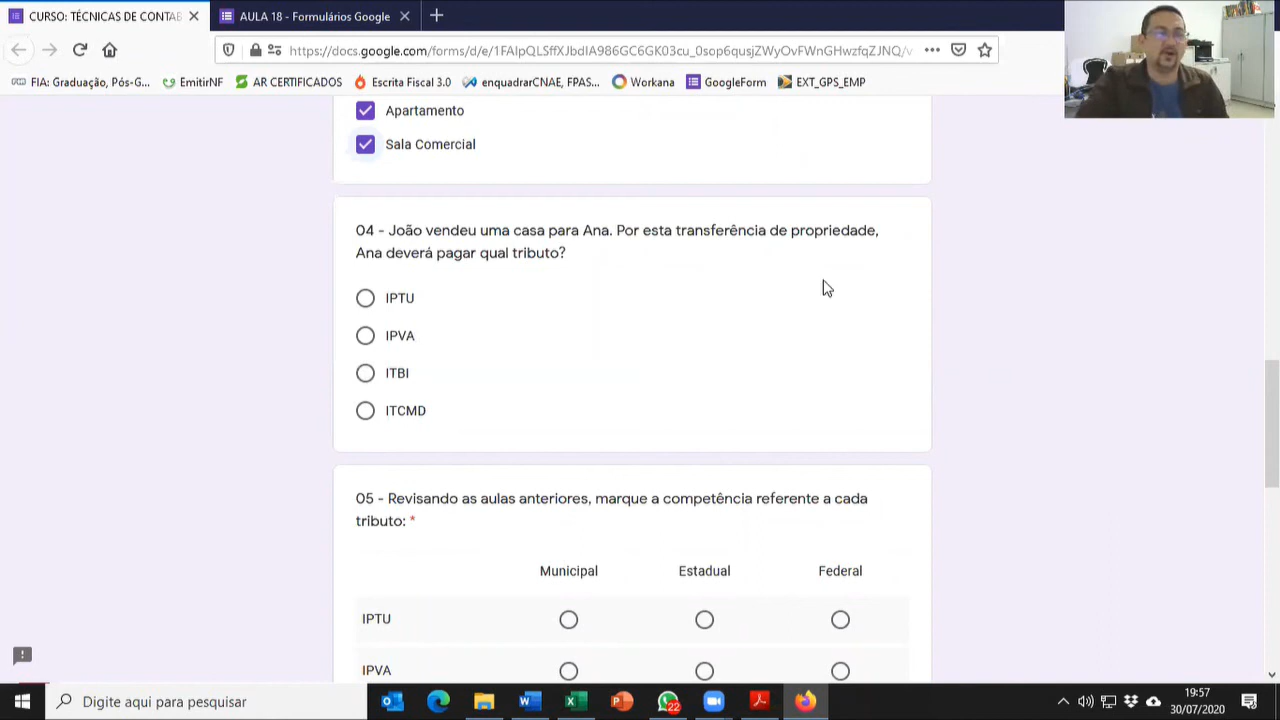 CURSO: TÉCNICAS DE CONTAB
AULA 18 - Formulários Google
https://docs.google.com/forms/d/e/1FAIpQLSffXJbdIA986GC6GK03cu_0sop6qusjZWyOvFWnGHwzfqZJNQ/v
FIA: Graduação, Pós-G...
EmitirNF
AR CERTIFICADOS
Escrita Fiscal 3.0
enquadrarCNAE, FPAS...
Workana
GoogleForm
EXT_GPS_EMP
Apartamento
Sala Comercial
04 - João vendeu uma casa para Ana. Por esta transferência de propriedade,
Ana deverá pagar qual tributo?
IPTU
IPVA
ITBI
ITCMD
05 - Revisando as aulas anteriores, marque a competência referente a cada
tributo: *
Municipal Estadual Federal
IPTU
IPVA
Digite aqui para pesquisar
22
19:57
30/07/2020